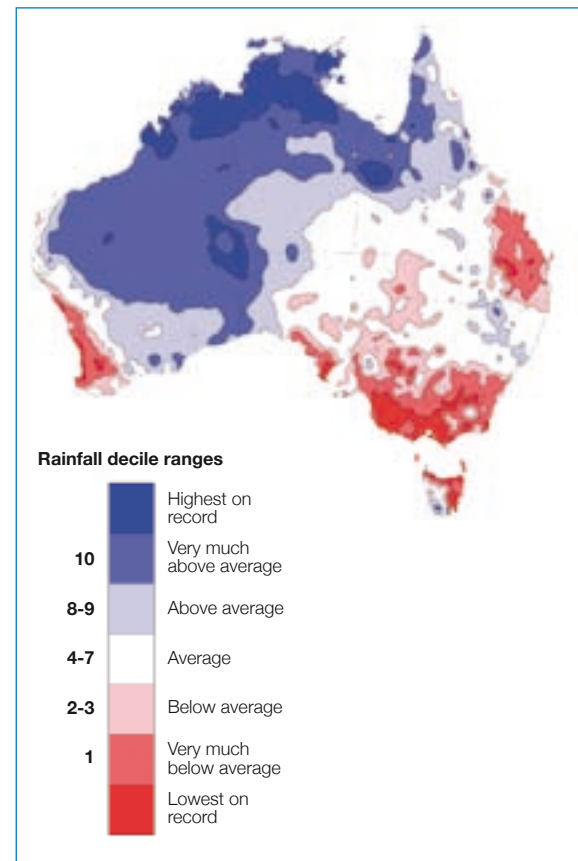 Rainfall decile ranges
Highest on
record
10
Very much
above average
8-9
Above average
4-7
Average
2-3
Below average
1
Very much
below average
Lowest on
record